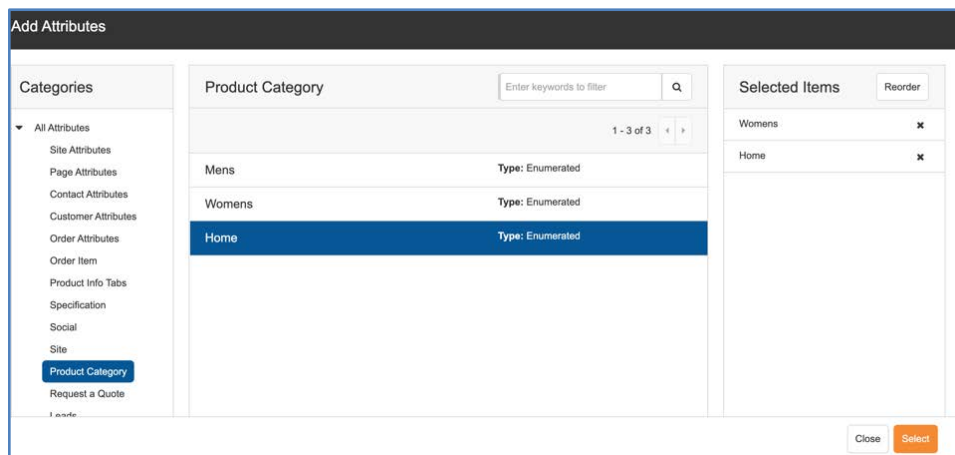 Add Attributes
Categories
All Attributes
Site Attributes
Page Attributes
Contact Attributes
Customer Attributes
Order Attributes
Order Item
Product Info Tabs
Specification
Social
Site
Product Category
Request a Quote
Leads
Product Category
Enter keywords to filter
1 - 3 of 3
Mens Type: Enumerated
Womens Type: Enumerated
Home Type: Enumerated
Selected Items Reorder
Womens
Home
Close Select